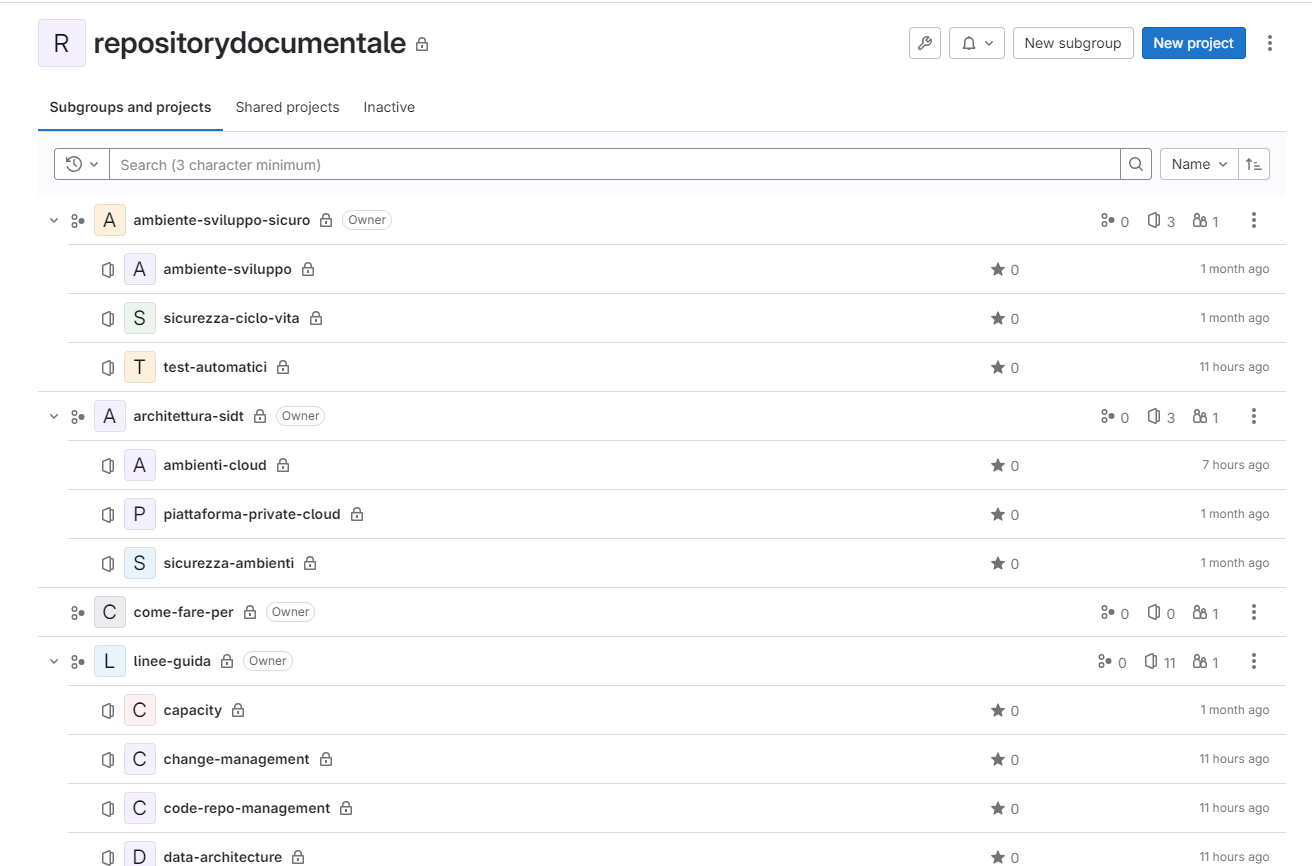 R repositorydocumentale
New subgroup New project
Subgroups and projects Shared projects Inactive
Search (3 character minimum) Name
A ambiente-sviluppo-sicuro Owner 0 3 1
A ambiente-sviluppo 0 1 month ago
S sicurezza-ciclo-vita 0 1 month ago
T test-automatici 0 11 hours ago
A architettura-sidt Owner 0 3 1
A ambienti-cloud 0 7 hours ago
P piattaforma-private-cloud 0 1 month ago
S sicurezza-ambienti 0 1 month ago
C come-fare-per Owner 0 0 1
L linee-guida Owner 0 11 1
C capacity 0 1 month ago
C change-management 0 11 hours ago
C code-repo-management 0 11 hours ago
D data-architecture 0 11 hours ago